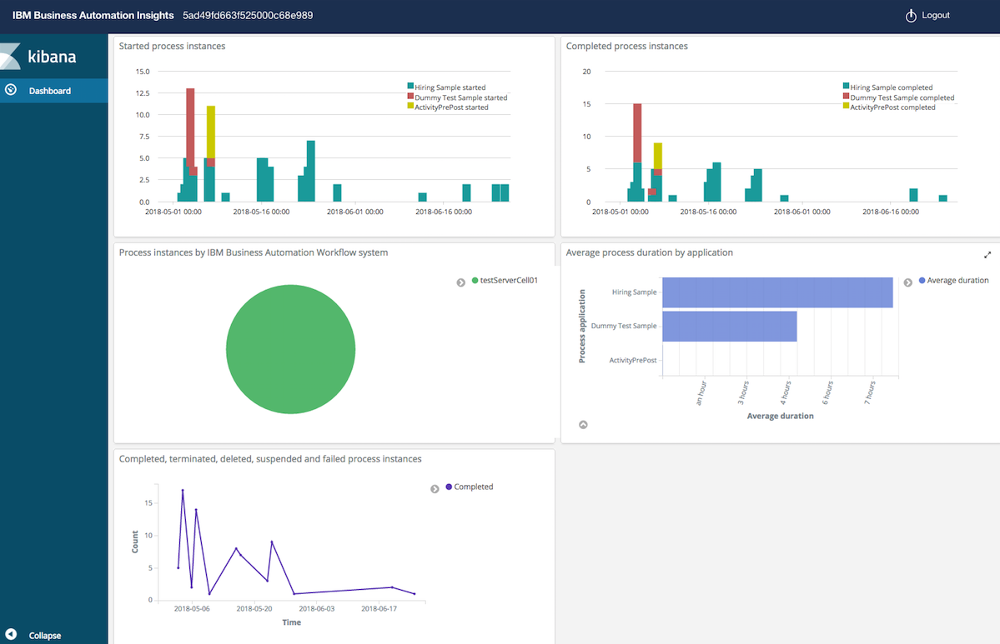 IBM Business Automation Insights 5ad49fd663f525000c68e989
Logout
kibana
Dashboard
Collapse
Started process instances
15.0
12.5
10.0
7.5
5.0
2.5
0.0
2018-05-01 00:00 2018-05-16 00:00 2018-06-01 00:00 2018-06-16 00:00
Hiring Sample started
Dummy Test Sample started
ActivityPrePost started
Completed process instances
20
15
10
5
0
2018-05-01 00:00 2018-05-16 00:00 2018-06-01 00:00 2018-06-16 00:00
Hiring Sample completed
Dummy Test Sample completed
ActivityPrePost completed
Process instances by IBM Business Automation Workflow system
testServerCell01
Average process duration by application
Average duration
Process application
Hiring Sample
Dummy Test Sample
ActivityPrePost
an hour
3 hours
4 hours
6 hours
7 hours
Average duration
Completed, terminated, deleted, suspended and failed process instances
Completed
Count
15
10
5
0
2018-05-06 2018-05-20 2018-06-03 2018-06-17
Time